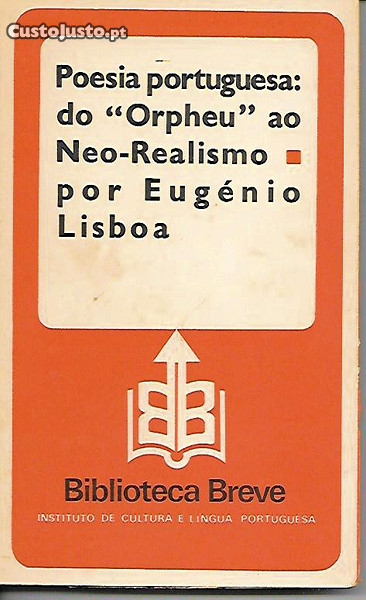 CustoJusto.pt
Poesia portuguesa:
do “Orpheu” ao
Neo-Realismo
por Eugénio
Lisboa
BB
Biblioteca Breve
INSTITUTO DE CULTURA E LÍNGUA PORTUGUESA